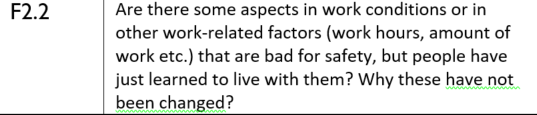 F2.2
Are there some aspects in work conditions or in
other work-related factors (work hours, amount of
work etc.) that are bad for safety, but people have
just learned to live with them? Why these have not
been changed?